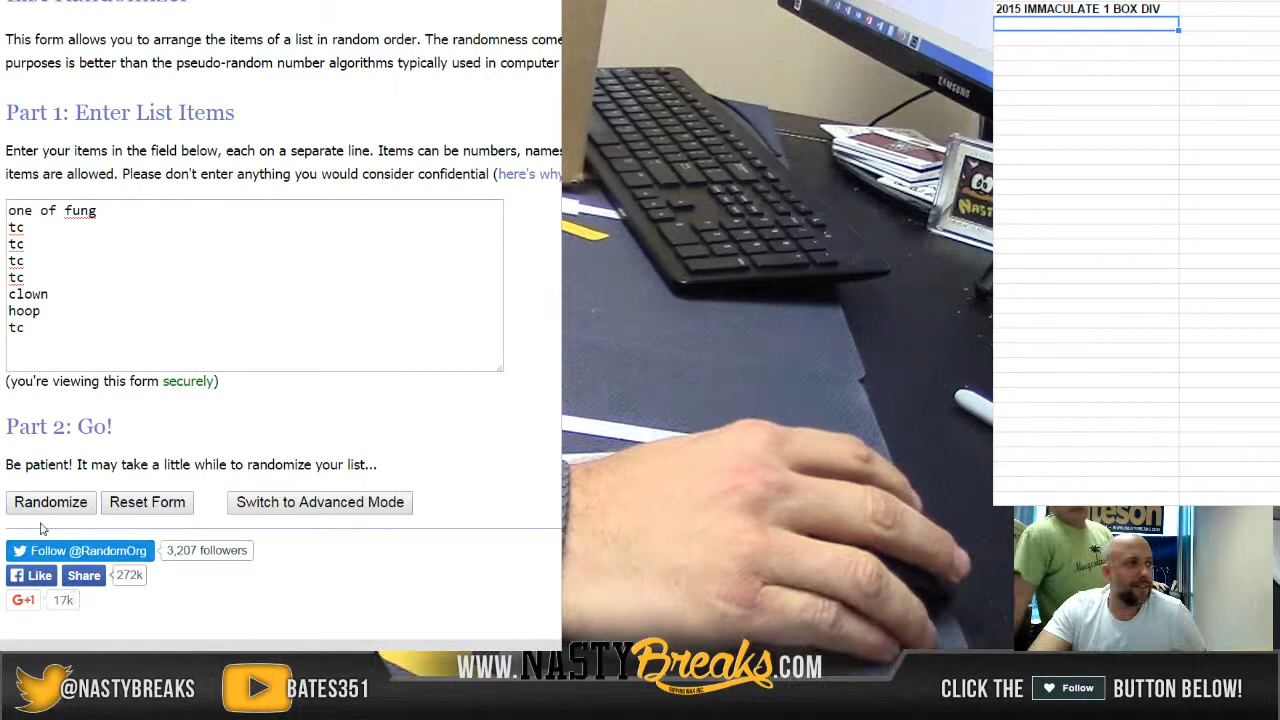 This form allows you to arrange the items of a list in random order. The randomness come
purposes is better than the pseudo-random number algorithms typically used in computer
Part 1: Enter List Items
Enter your items in the field below, each on a separate line. Items can be numbers, names
items are allowed. Please don't enter anything you would consider confidential (here's why
one of fung
tc
tc
tc
tc
clown
hoop
tc
(you're viewing this form securely)
Part 2: Go!
Be patient! It may take a little while to randomize your list...
Randomize Reset Form Switch to Advanced Mode
Follow @RandomOrg 3,207 followers
Like Share 272k
G+1 17k
SAMSUNG
2015 IMMACULATE 1 BOX DIV
@NASTYBREAKS
BATES351
WWW.NASTYBreaks.COM
RIPPING WAX INC.
CLICK THE Follow BUTTON BELOW!